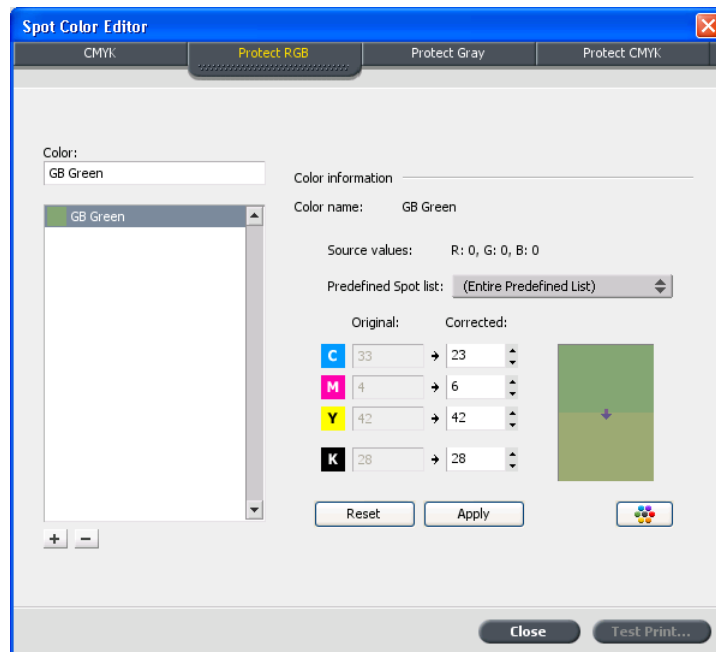 Spot Color Editor
CMYK Protect RGB Protect Gray Protect CMYK
Color:
GB Green
GB Green
Color information
Color name: GB Green
Source values: R: 0, G: 0, B: 0
Predefined Spot list: (Entire Predefined List)
Original: Corrected:
C 33 23
M 4 6
Y 42 42
K 28 28
Reset Apply
+ −
Close Test Print...